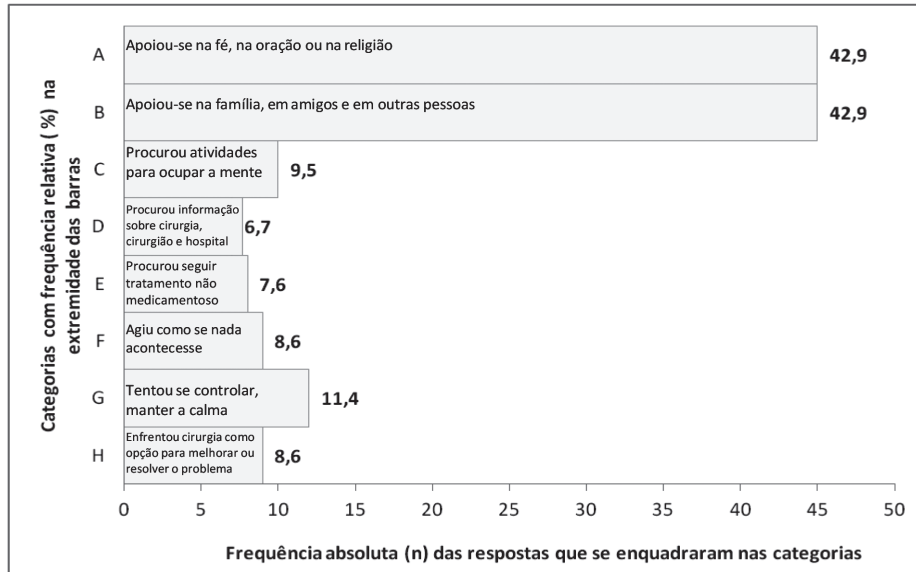 Categorias com frequência relativa ( %) na
extremidade das barras
A
Apoiou-se na fé, na oração ou na religião
42,9
B
Apoiou-se na família, em amigos e em outras pessoas
42,9
C
Procurou atividades
para ocupar a mente
9,5
D
Procurou informação
sobre cirurgia,
cirurgião e hospital
6,7
E
Procurou seguir
tratamento não
medicamentoso
7,6
F
Agiu como se nada
acontecesse
8,6
G
Tentou se controlar,
manter a calma
11,4
H
Enfrentou cirurgia como
opção para melhorar ou
resolver o problema
8,6
0 5 10 15 20 25 30 35 40 45 50
Frequência absoluta (n) das respostas que se enquadraram nas categorias